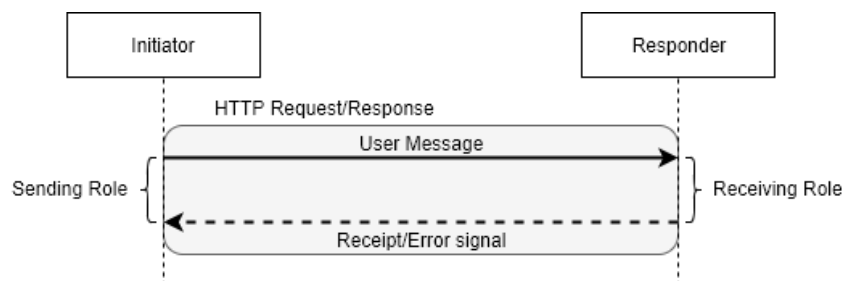 Initiator
Responder
HTTP Request/Response
User Message
Sending Role
Receiving Role
Receipt/Error signal